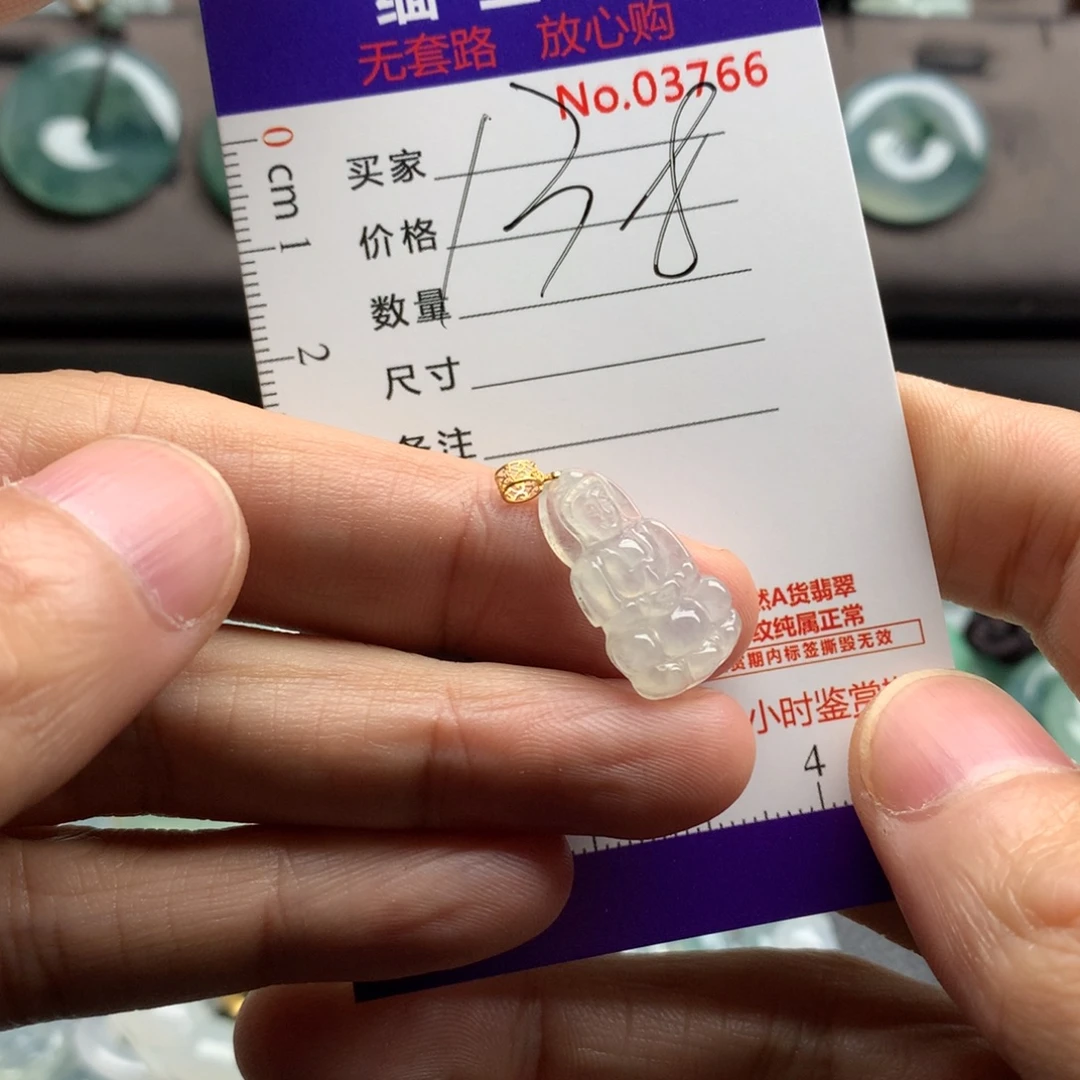 无套路 放心购
No.03766
0 cm 1 2
买家
价格 138
数量
尺寸
备注
然A货翡翠
纹纯属正常
货期内标签撕毁无效
小时鉴赏
4